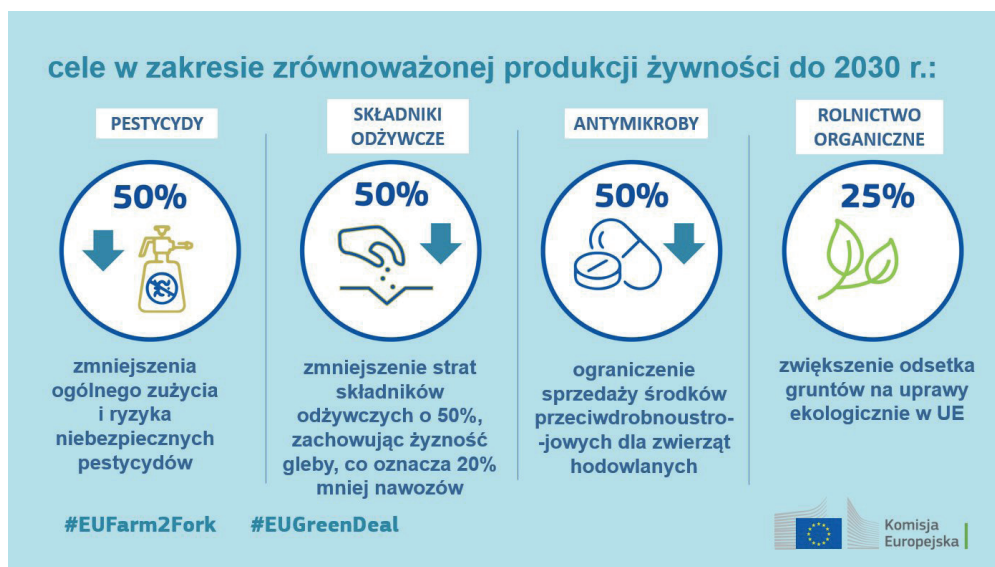 cele w zakresie zrównoważonej produkcji żywności do 2030 r.:
PESTYCYDY
50%
zmniejszenia
ogólnego zużycia
i ryzyka
niebezpiecznych
pestycydów
SKŁADNIKI
ODŻYWCZE
50%
zmniejszenie strat
składników
odżywczych o 50%,
zachowując żyzność
gleby, co oznacza 20%
mniej nawozów
ANTYMIKROBY
50%
ograniczenie
sprzedaży środków
przeciwdrobnoustro-
-jowych dla zwierząt
hodowlanych
ROLNICTWO
ORGANICZNE
25%
zwiększenie odsetka
gruntów na uprawy
ekologicznie w UE
#EUFarm2Fork #EUGreenDeal
Komisja
Europejska